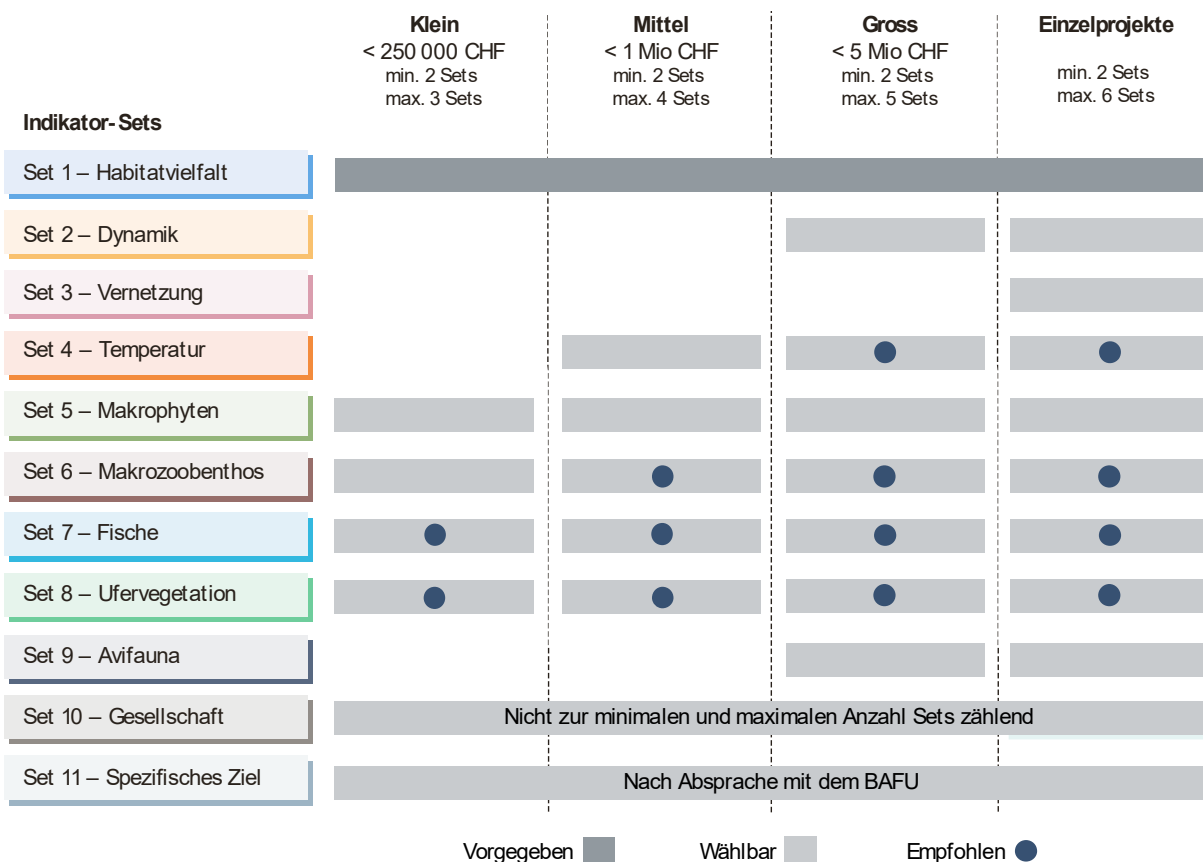 Klein
< 250 000 CHF
min. 2 Sets
max. 3 Sets
Mittel
< 1 Mio CHF
min. 2 Sets
max. 4 Sets
Gross
< 5 Mio CHF
min. 2 Sets
max. 5 Sets
Einzelprojekte
min. 2 Sets
max. 6 Sets
Indikator-Sets
Set 1 – Habitatvielfalt
Set 2 – Dynamik
Set 3 – Vernetzung
Set 4 – Temperatur
Set 5 – Makrophyten
Set 6 – Makrozoobenthos
Set 7 – Fische
Set 8 – Ufervegetation
Set 9 – Avifauna
Set 10 – Gesellschaft
Nicht zur minimalen und maximalen Anzahl Sets zählend
Set 11 – Spezifisches Ziel
Nach Absprache mit dem BAFU
Vorgegeben
Wählbar
Empfohlen